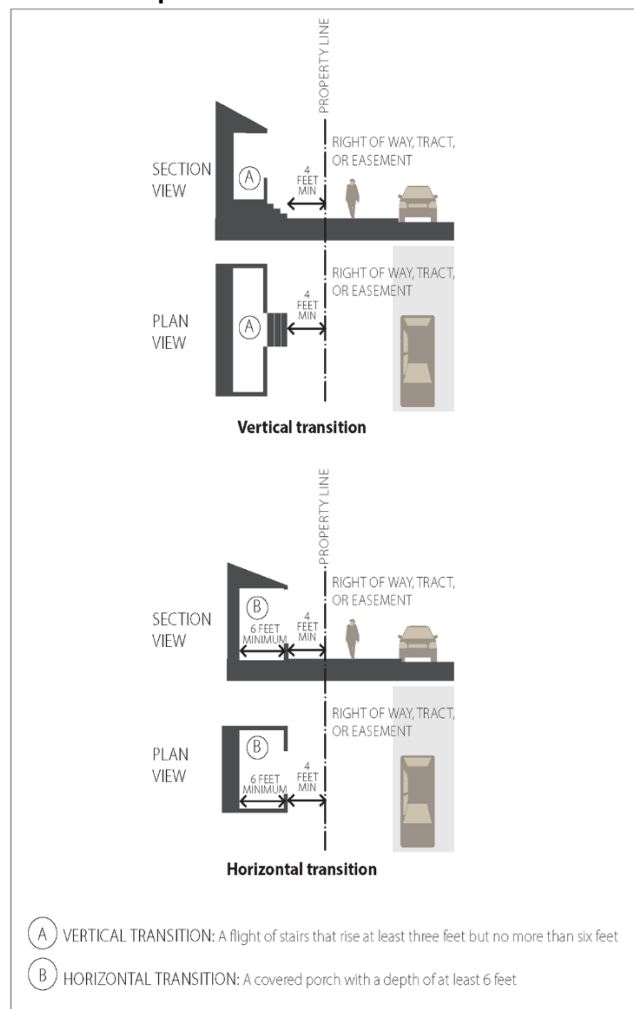 PROPERTY LINE
RIGHT OF WAY, TRACT,
OR EASEMENT
SECTION
VIEW
A
4
FEET
MIN
RIGHT OF WAY, TRACT,
OR EASEMENT
PLAN
VIEW
A
4
FEET
MIN
Vertical transition
PROPERTY LINE
RIGHT OF WAY, TRACT,
OR EASEMENT
SECTION
VIEW
B
6 FEET
MINIMUM
4
FEET
MIN
RIGHT OF WAY, TRACT,
OR EASEMENT
PLAN
VIEW
B
6 FEET
MINIMUM
4
FEET
MIN
Horizontal transition
A VERTICAL TRANSITION: A flight of stairs that rise at least three feet but no more than six feet
B HORIZONTAL TRANSITION: A covered porch with a depth of at least 6 feet